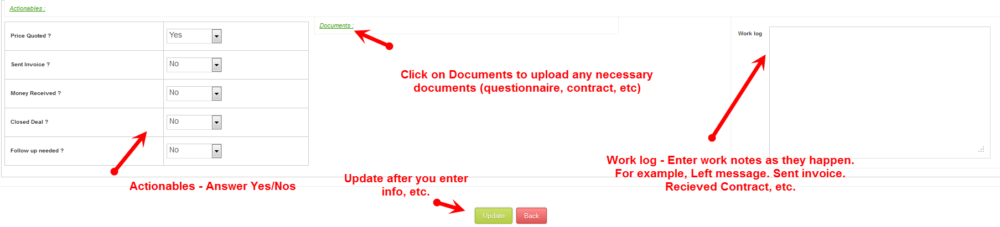 Actionables :
Price Quoted ?
Yes
Sent Invoice ?
No
Money Received ?
No
Closed Deal ?
No
Follow up needed ?
No
Actionables - Answer Yes/Nos
Documents :
Click on Documents to upload any necessary
documents (questionnaire, contract, etc)
Work log
Work log - Enter work notes as they happen.
For example, Left message. Sent invoice.
Recieved Contract, etc.
Update after you enter
info, etc.
Update
Back